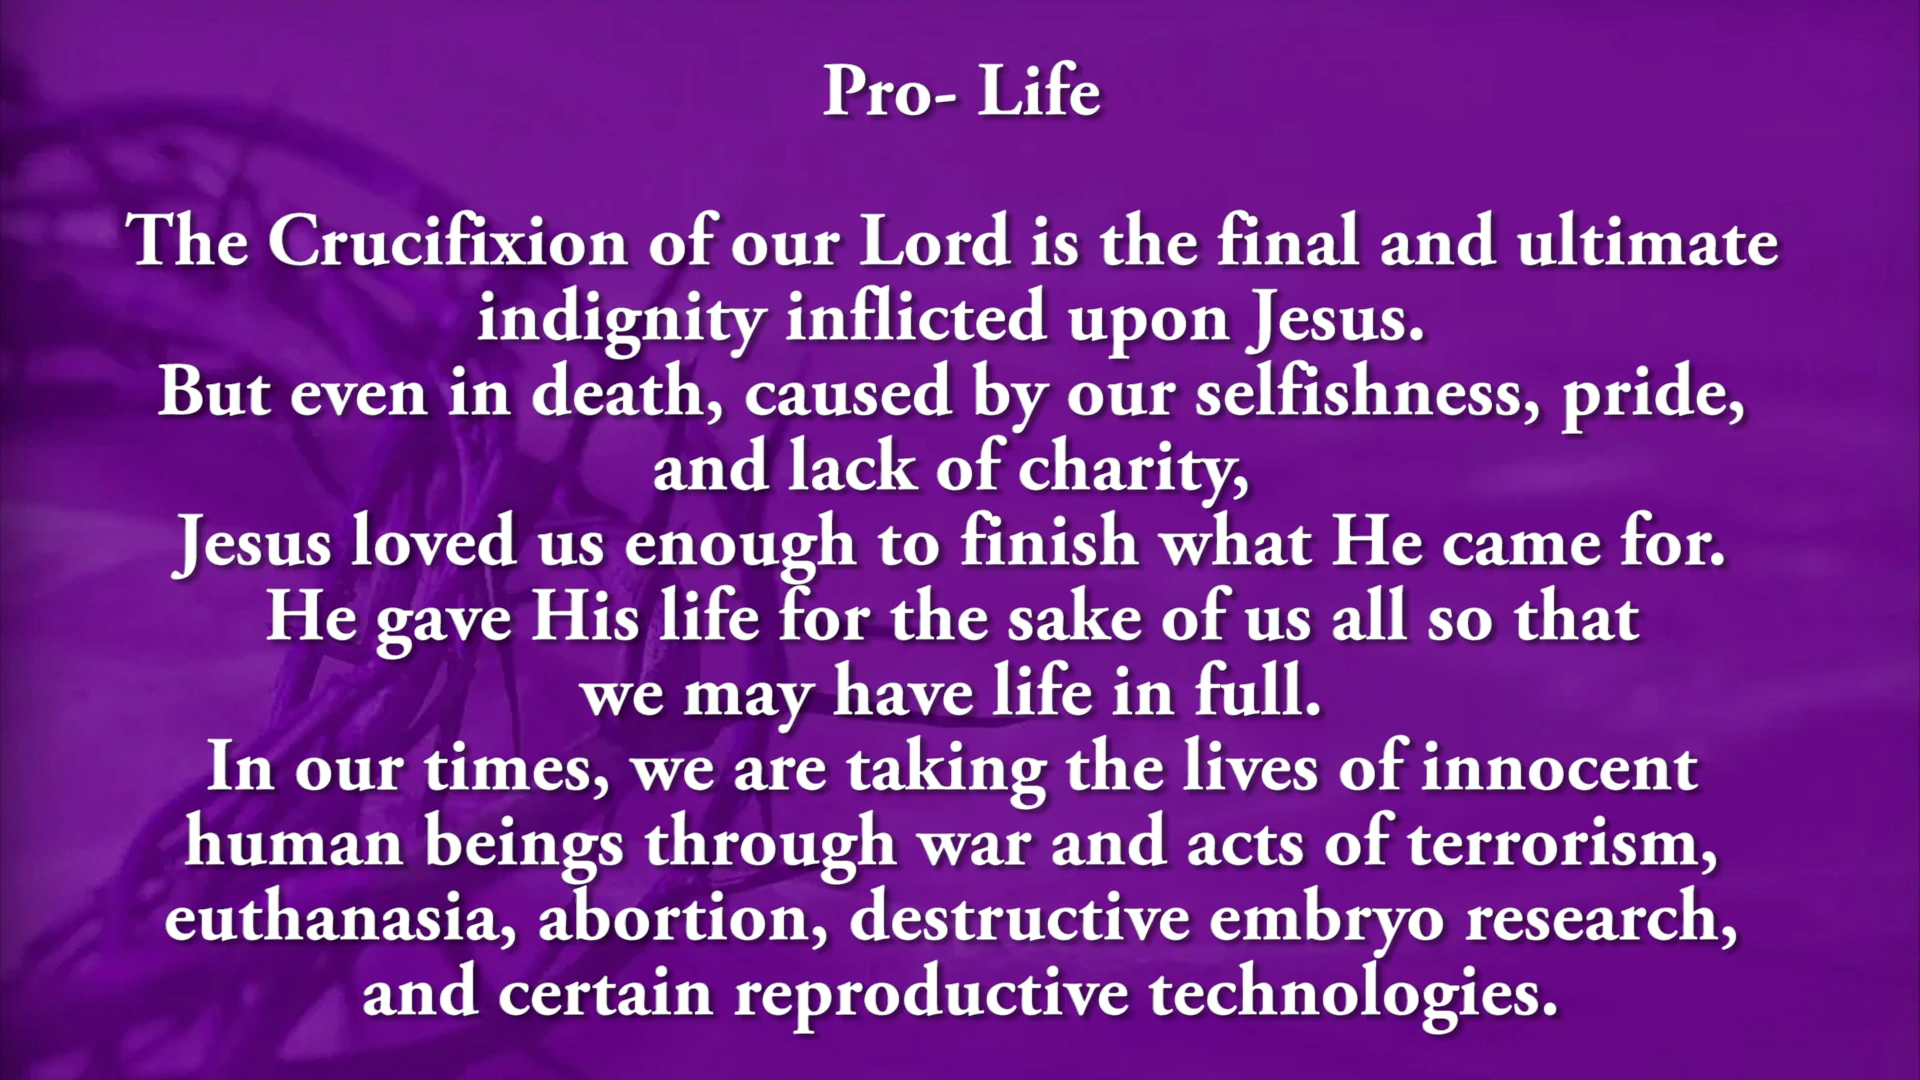 Pro- Life
The Crucifixion of our Lord is the final and ultimate
indignity inflicted upon Jesus.
But even in death, caused by our selfishness, pride,
and lack of charity,
Jesus loved us enough to finish what He came for.
He gave His life for the sake of us all so that
we may have life in full.
In our times, we are taking the lives of innocent
human beings through war and acts of terrorism,
euthanasia, abortion, destructive embryo research,
and certain reproductive technologies.